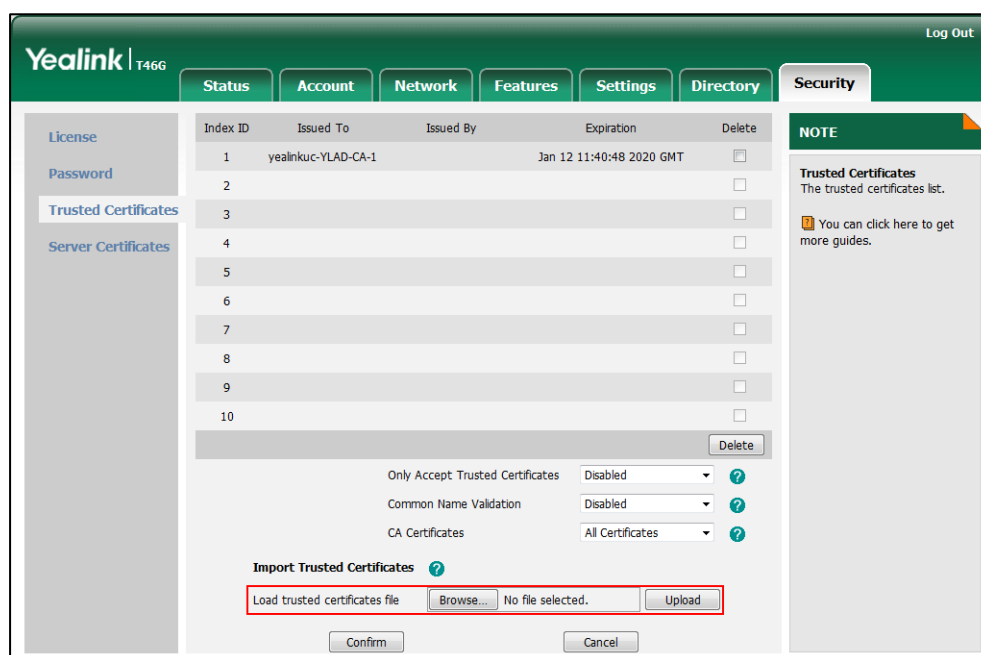 Log Out
Yealink | T46G
Status Account Network Features Settings Directory Security
License
Password
Trusted Certificates
Server Certificates
Index ID Issued To Issued By Expiration Delete
1 yealinkuc-YLAD-CA-1 Jan 12 11:40:48 2020 GMT
2
3
4
5
6
7
8
9
10
Delete
Only Accept Trusted Certificates Disabled ?
Common Name Validation Disabled ?
CA Certificates All Certificates ?
Import Trusted Certificates ?
Load trusted certificates file Browse... No file selected. Upload
Confirm Cancel
NOTE
Trusted Certificates
The trusted certificates list.
? You can click here to get
more guides.